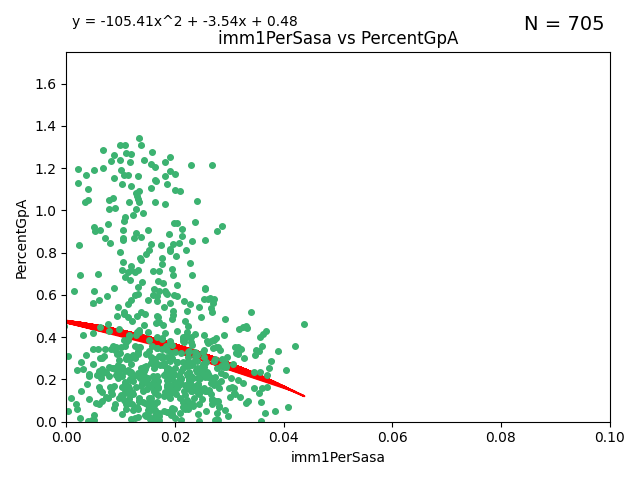 y = -105.41x^2 + -3.54x + 0.48
N = 705
imm1PerSasa vs PercentGpA
1.6
1.4
1.2
1.0
0.8
0.6
0.4
0.2
0.0
PercentGpA
0.00 0.02 0.04 0.06 0.08 0.10
imm1PerSasa